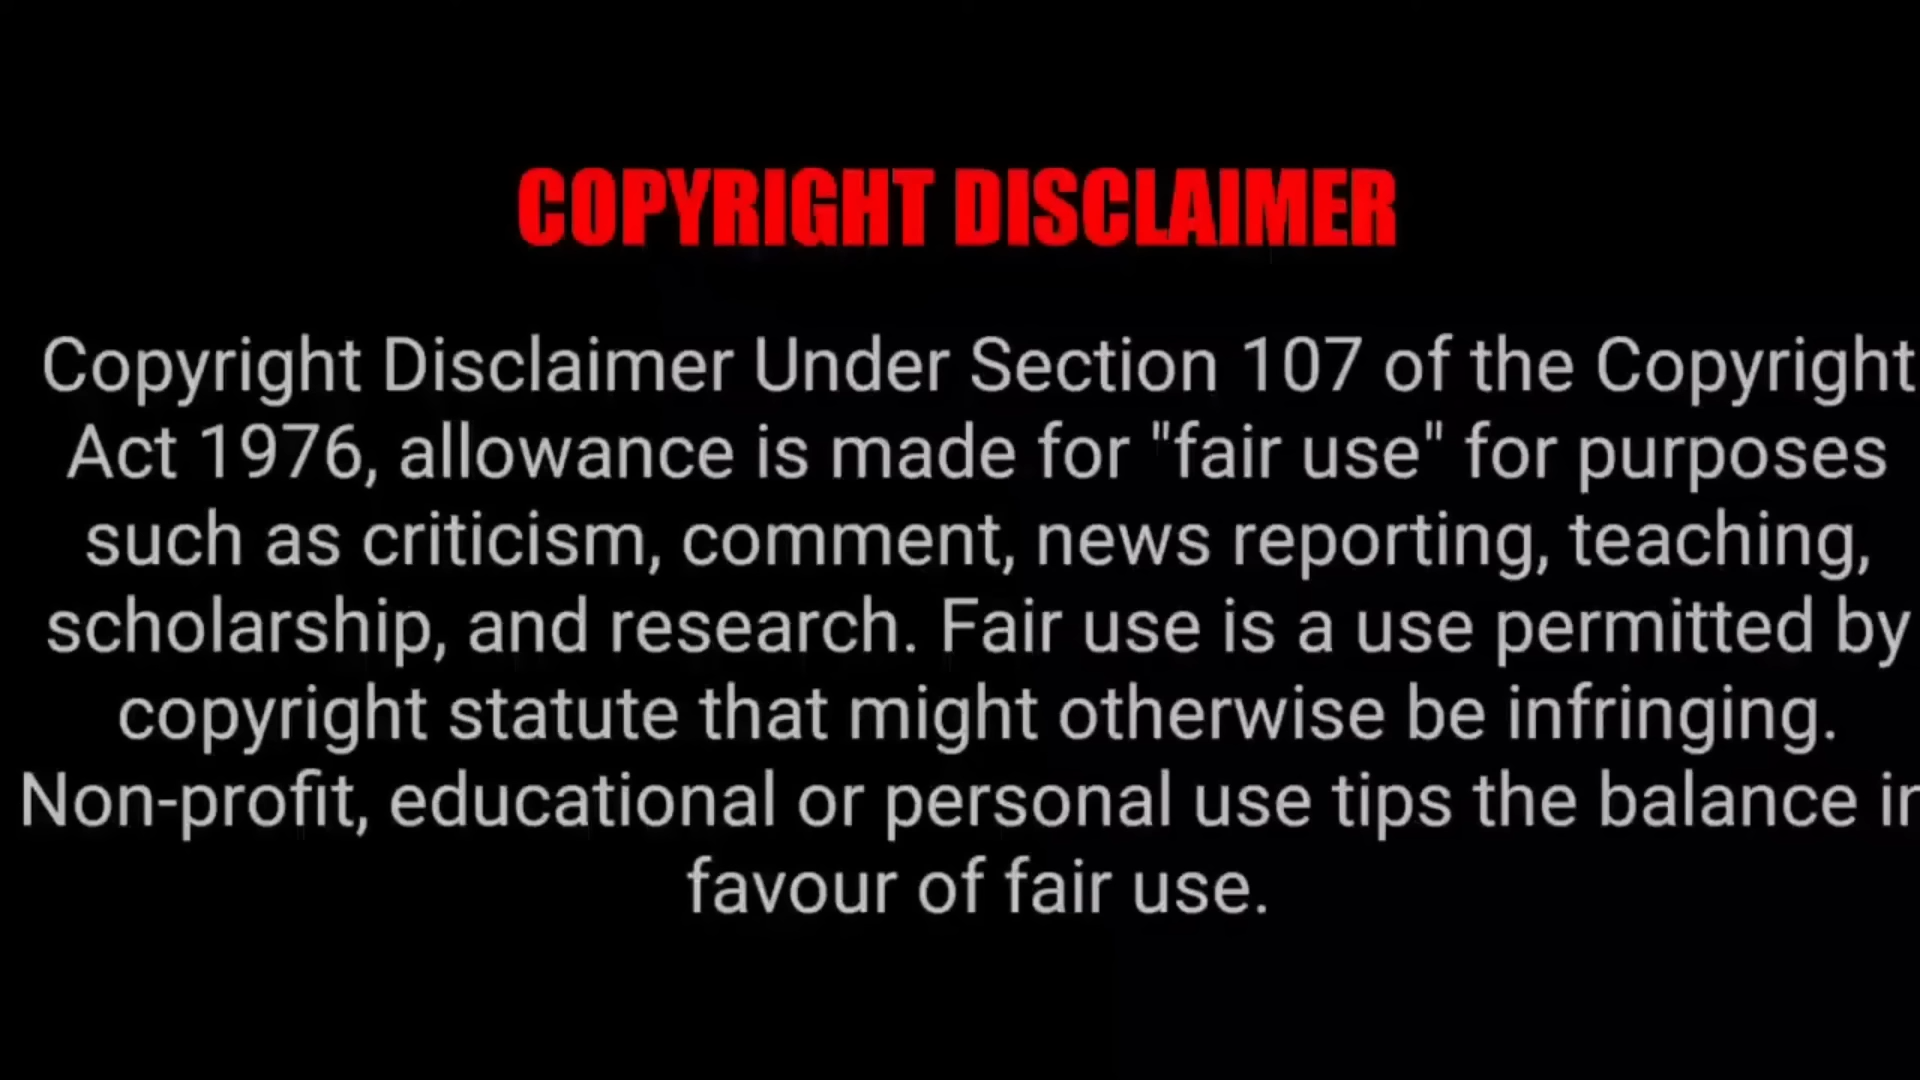 COPYRIGHT DISCLAIMER
Copyright Disclaimer Under Section 107 of the Copyright
Act 1976, allowance is made for "fair use" for purposes
such as criticism, comment, news reporting, teaching,
scholarship, and research. Fair use is a use permitted by
copyright statute that might otherwise be infringing.
Non-profit, educational or personal use tips the balance in
favour of fair use.